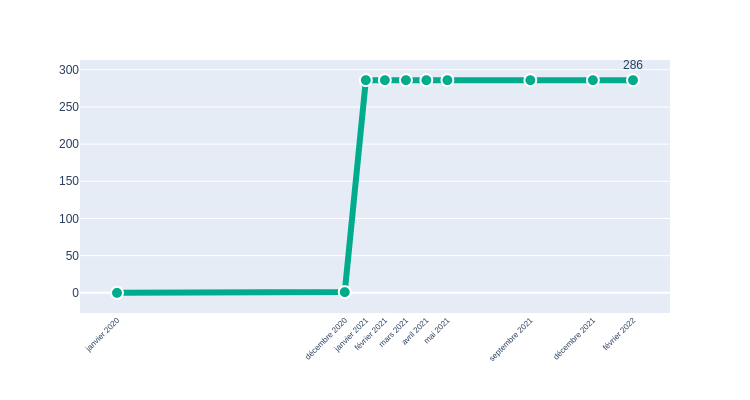 286
300
250
200
150
100
50
0
janvier 2020
décembre 2020
janvier 2021
février 2021
mars 2021
avril 2021
mai 2021
septembre 2021
décembre 2021
février 2022